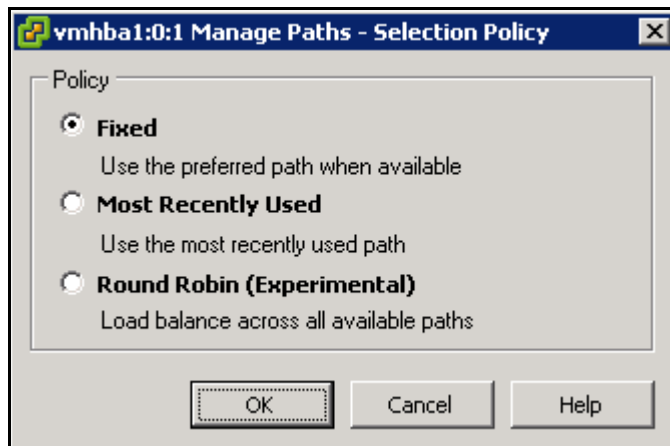 vmhba1:0:1 Manage Paths - Selection Policy
Policy
Fixed
Use the preferred path when available
Most Recently Used
Use the most recently used path
Round Robin (Experimental)
Load balance across all available paths
OK Cancel Help